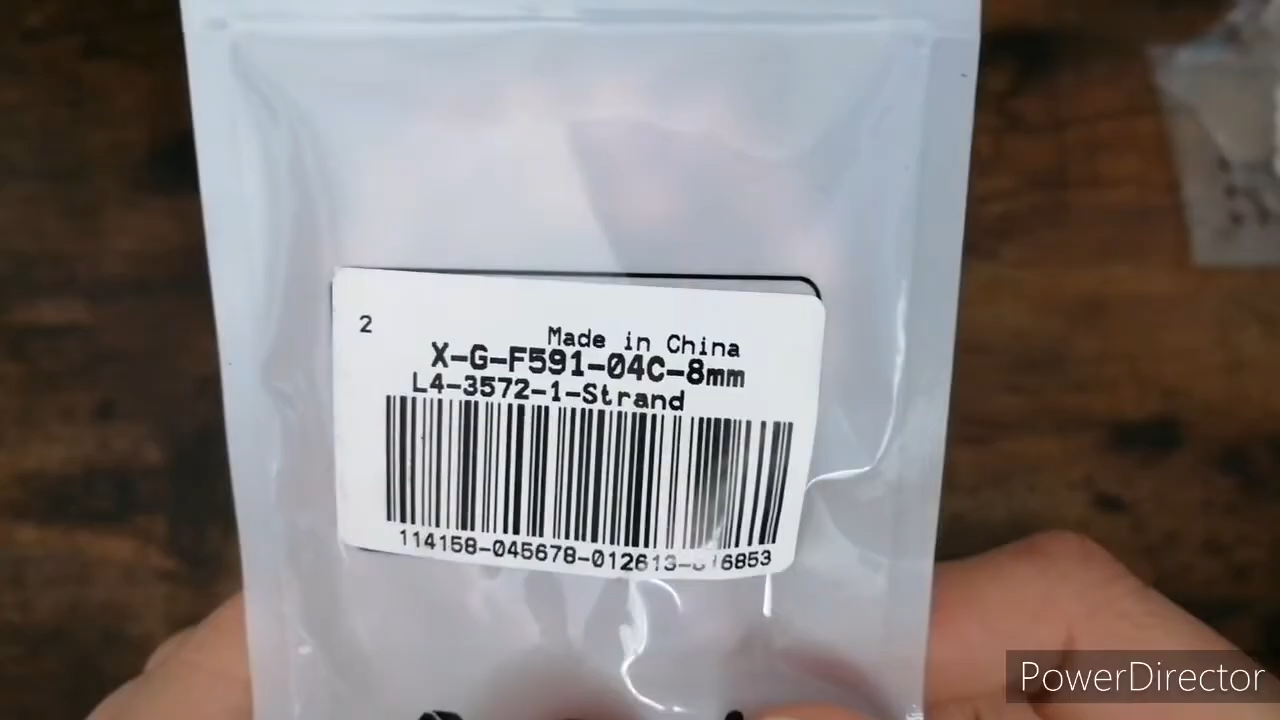 2
Made in China
X-G-F591-04C-8mm
L4-3572-1-Strand
PowerDirector